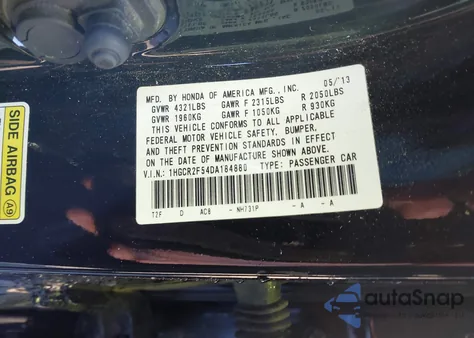 MFD. BY HONDA OF AMERICA MFG., INC. 05/'13
GVWR 4321LBS GAWR F 2315LBS R 2050LBS
GVWR 1960KG GAWR F 1050KG R 930KG
THIS VEHICLE CONFORMS TO ALL APPLICABLE
FEDERAL MOTOR VEHICLE SAFETY, BUMPER,
AND THEFT PREVENTION STANDARDS IN EFFECT
ON THE DATE OF MANUFACTURE SHOWN ABOVE.
V.I.N.: 1HGCR2F54DA184880 TYPE: PASSENGER CAR
T2F D AC8 - NH731P - A - A
SIDE AIRBAG A9
autoSnap